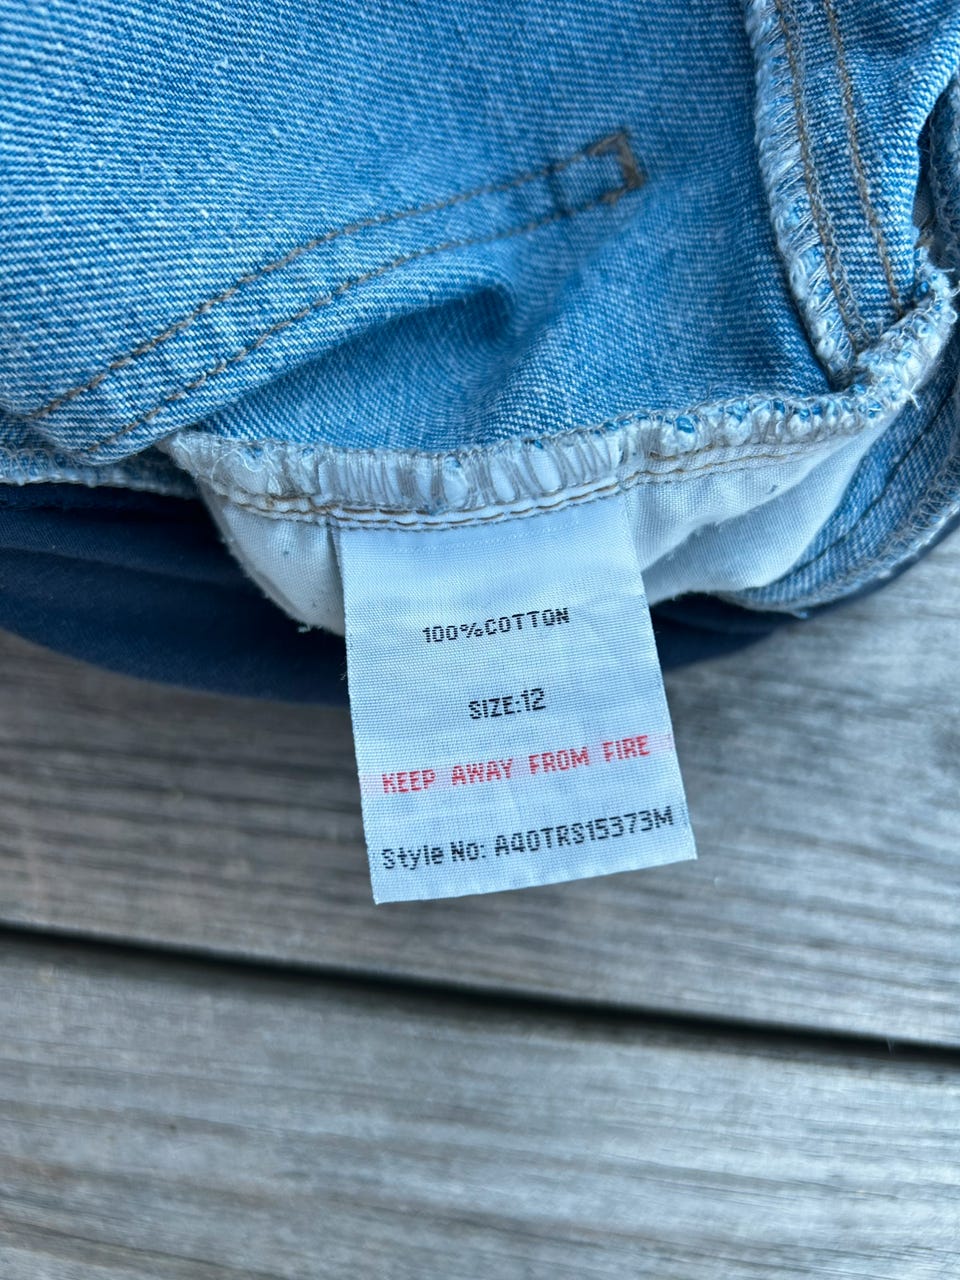 100%COTTON
SIZE:12
KEEP AWAY FROM FIRE
Style No: A40TRS15373M